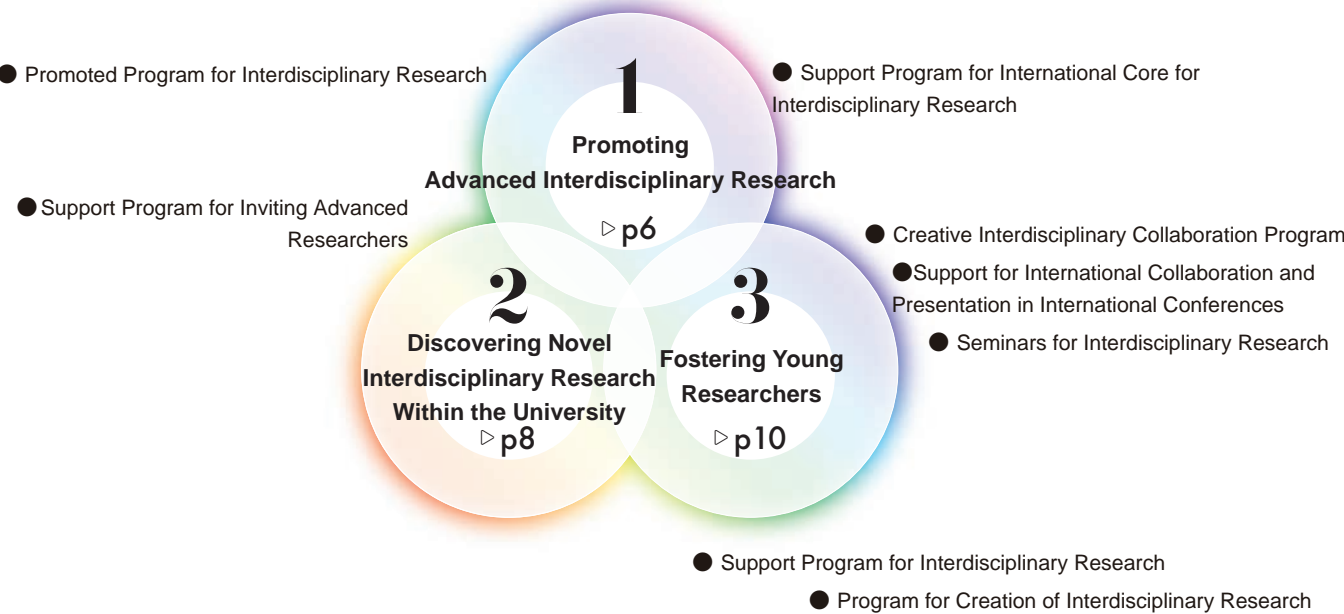 ● Promoted Program for Interdisciplinary Research
● Support Program for International Core for
Interdisciplinary Research
1
Promoting
Advanced Interdisciplinary Research
▷ p6
● Support Program for Inviting Advanced
Researchers
● Creative Interdisciplinary Collaboration Program
● Support for International Collaboration and
Presentation in International Conferences
● Seminars for Interdisciplinary Research
2
Discovering Novel
Interdisciplinary Research
Within the University
▷ p8
3
Fostering Young
Researchers
▷ p10
● Support Program for Interdisciplinary Research
● Program for Creation of Interdisciplinary Research